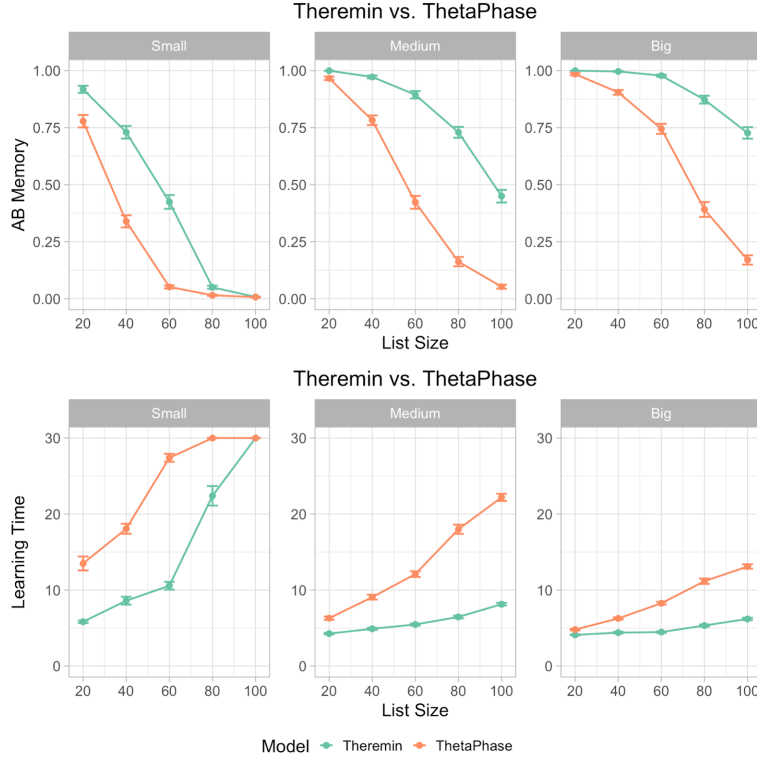 Theremin vs. ThetaPhase
Small Medium Big
1.00 1.00 1.00
0.75 0.75 0.75
0.50 0.50 0.50
0.25 0.25 0.25
0.00 0.00 0.00
AB Memory
20 40 60 80 100 20 40 60 80 100 20 40 60 80 100
List Size
Theremin vs. ThetaPhase
Small Medium Big
30 30 30
20 20 20
10 10 10
0 0 0
Learning Time
20 40 60 80 100 20 40 60 80 100 20 40 60 80 100
List Size
Model Theremin ThetaPhase